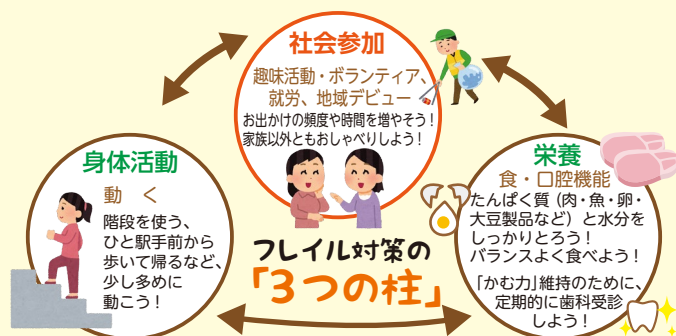 社会参加
趣味活動・ボランティア、
就労、地域デビュー
お出かけの頻度や時間を増やそう！
家族以外ともおしゃべりしよう！
身体活動
動く
階段を使う、
ひと駅手前から
歩いて帰るなど、
少し多めに
動こう！
栄養
食・口腔機能
たんぱく質（肉・魚・卵・
大豆製品など）と水分を
しっかりとろう！
バランスよく食べよう！
「かむ力」維持のために、
定期的に歯科受診
しよう！
フレイル対策の
「3つの柱」